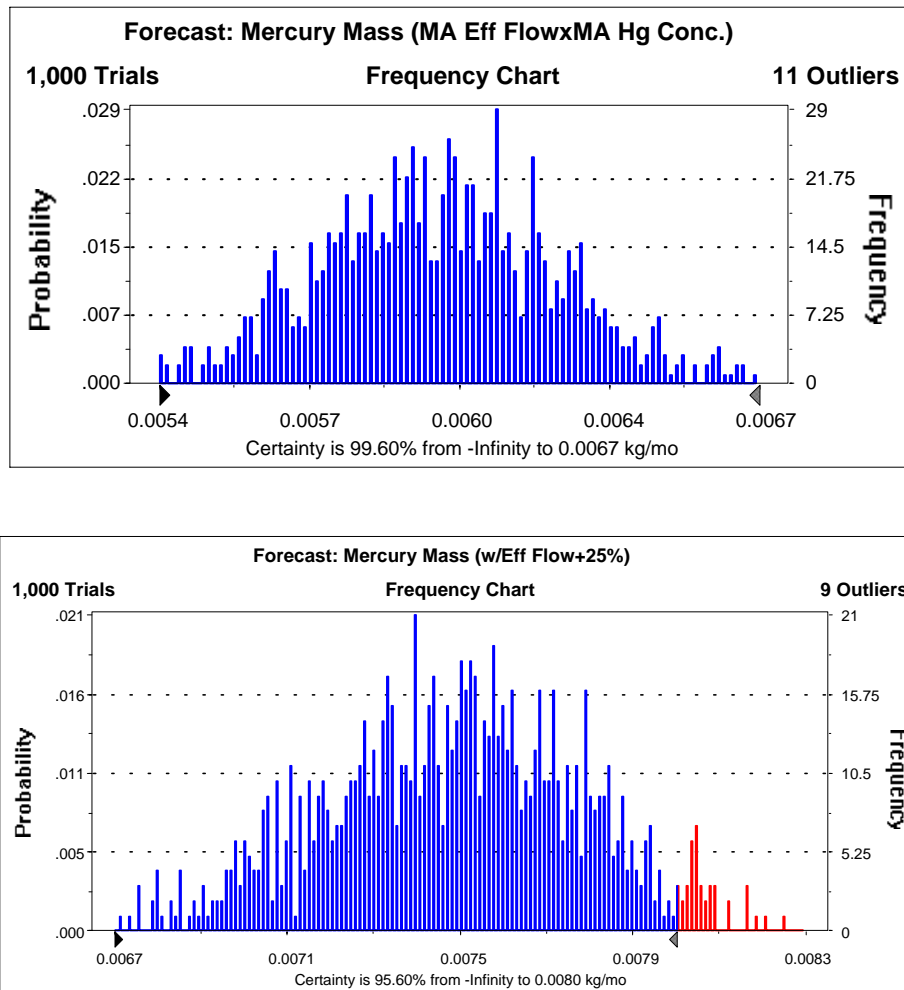 Forecast: Mercury Mass (MA Eff FlowxMA Hg Conc.)
1,000 Trials Frequency Chart 11 Outliers
.029 29
.022 21.75
.015 14.5
.007 7.25
.000 0
Probability
Frequency
0.0054 0.0057 0.0060 0.0064 0.0067
Certainty is 99.60% from -Infinity to 0.0067 kg/mo
Forecast: Mercury Mass (w/Eff Flow+25%)
1,000 Trials Frequency Chart 9 Outliers
.021 21
.016 15.75
.011 10.5
.005 5.25
.000 0
Probability
Frequency
0.0067 0.0071 0.0075 0.0079 0.0083
Certainty is 95.60% from -Infinity to 0.0080 kg/mo